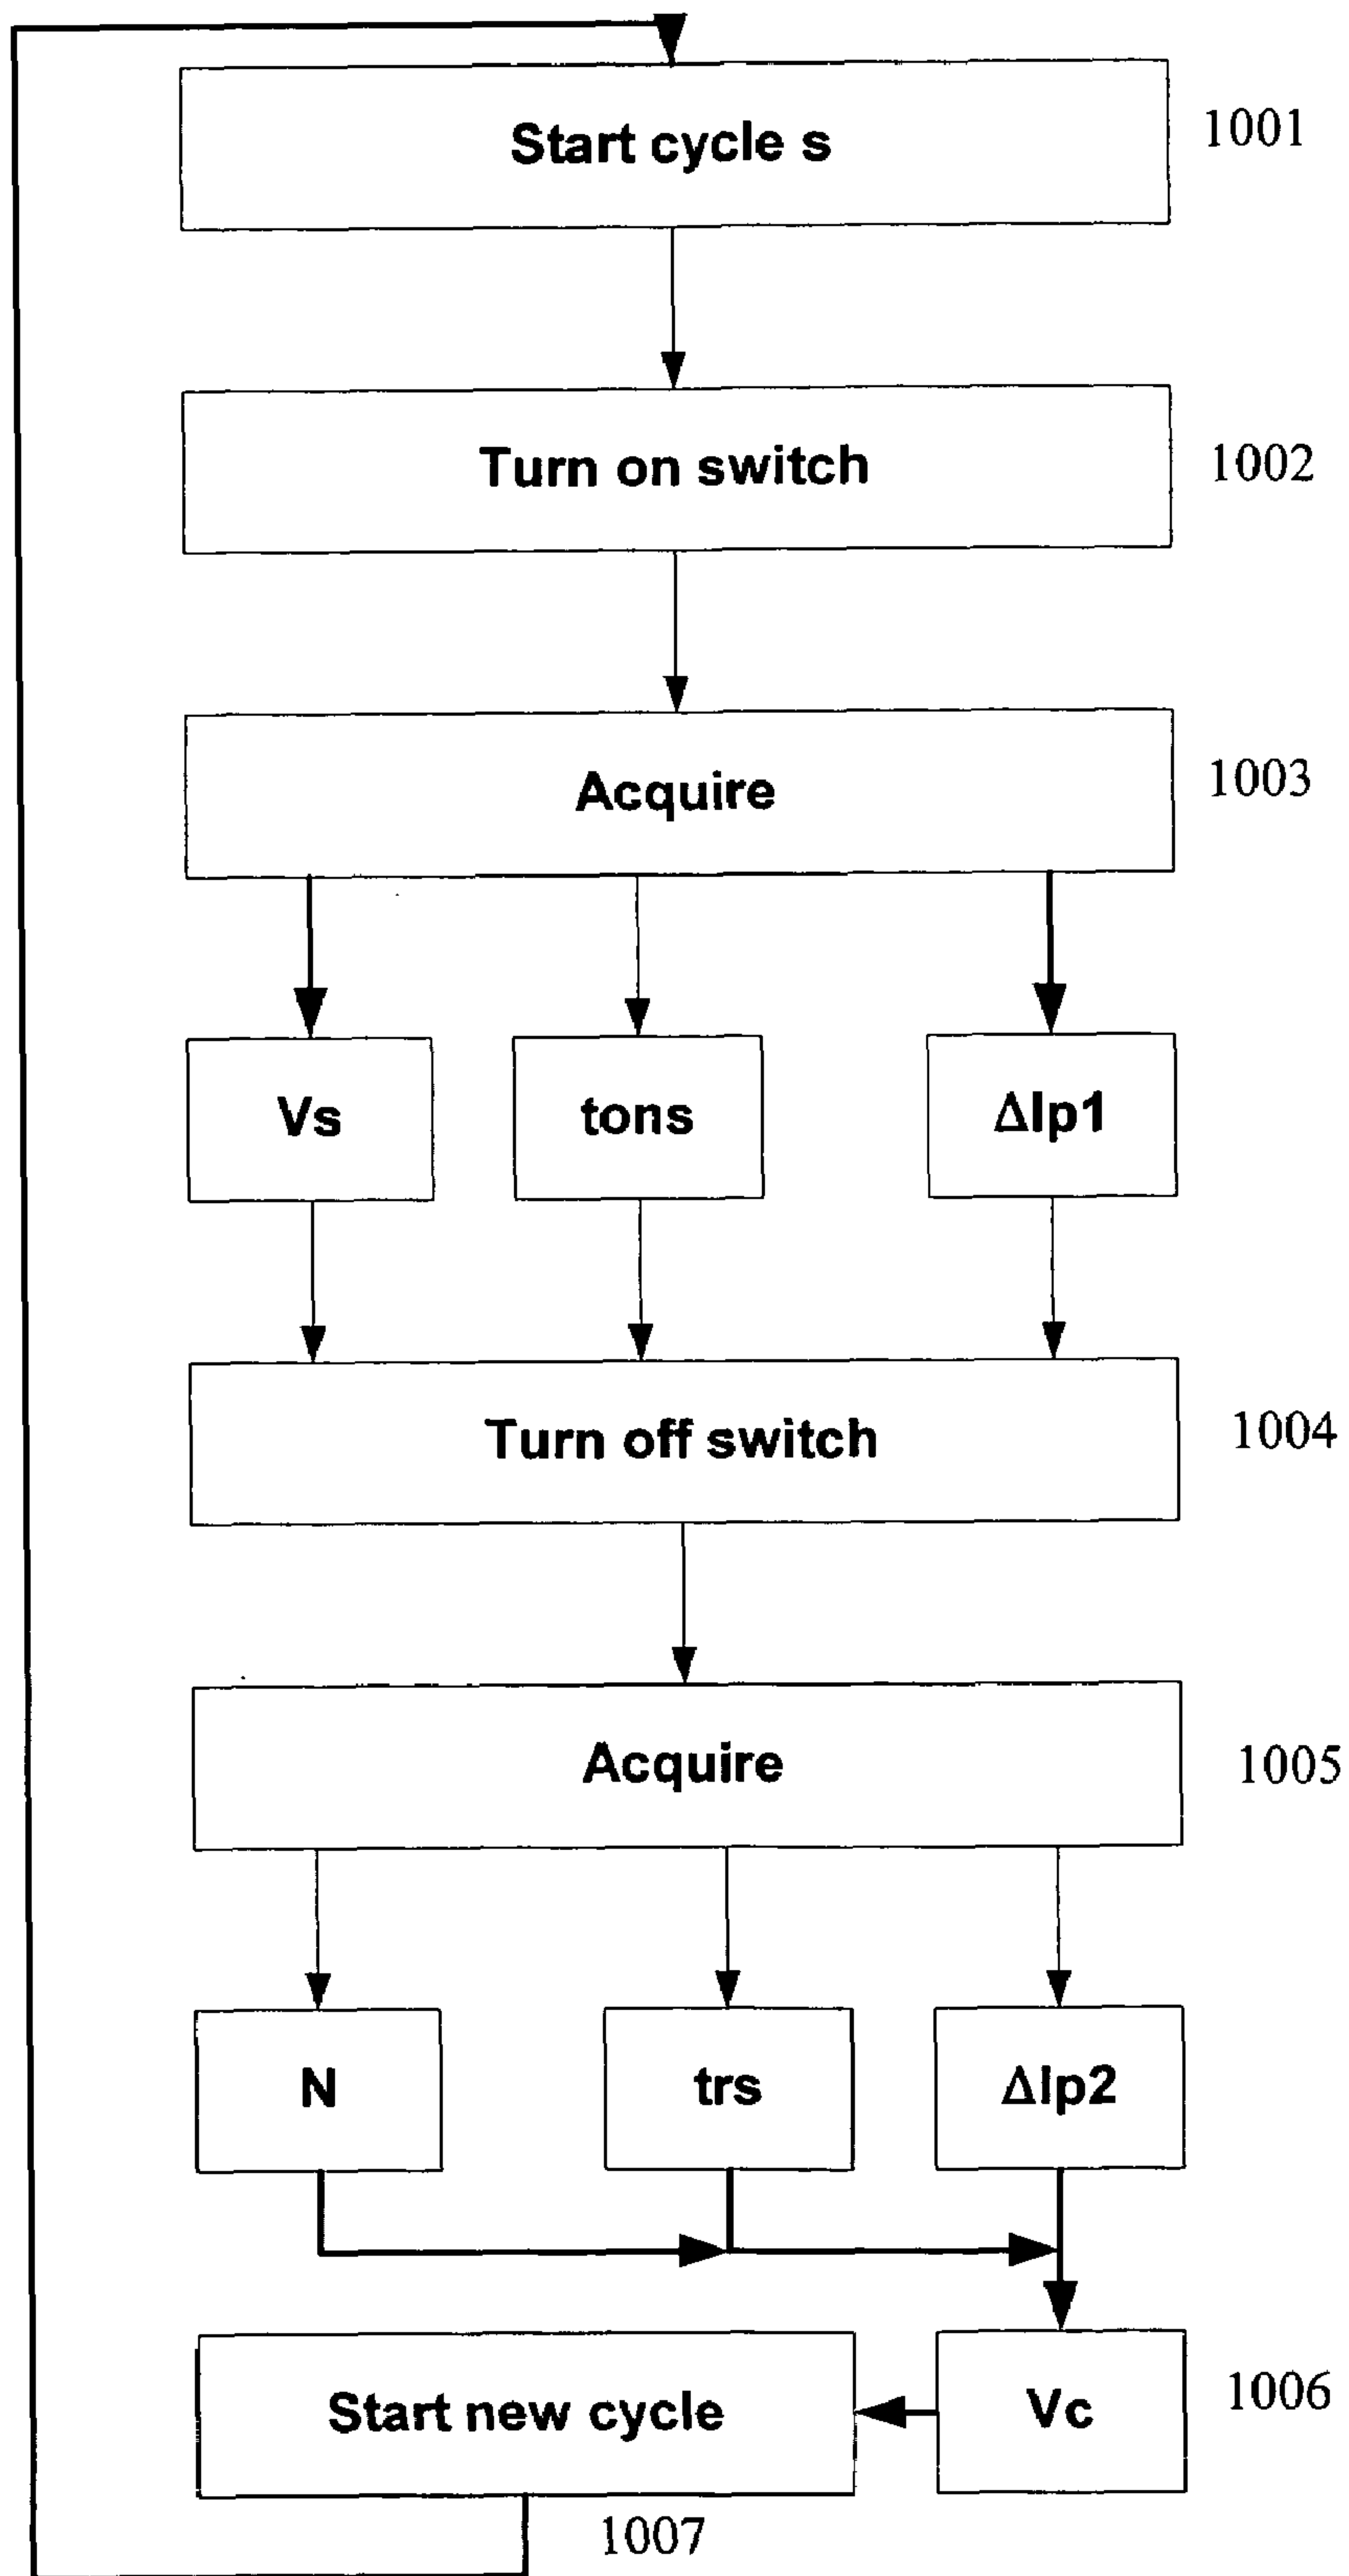 Start cycle s
1001
Turn on switch
1002
Acquire
1003
Vs
tons
ΔIp1
Turn off switch
1004
Acquire
1005
N
trs
ΔIp2
Start new cycle
Vc
1006
1007